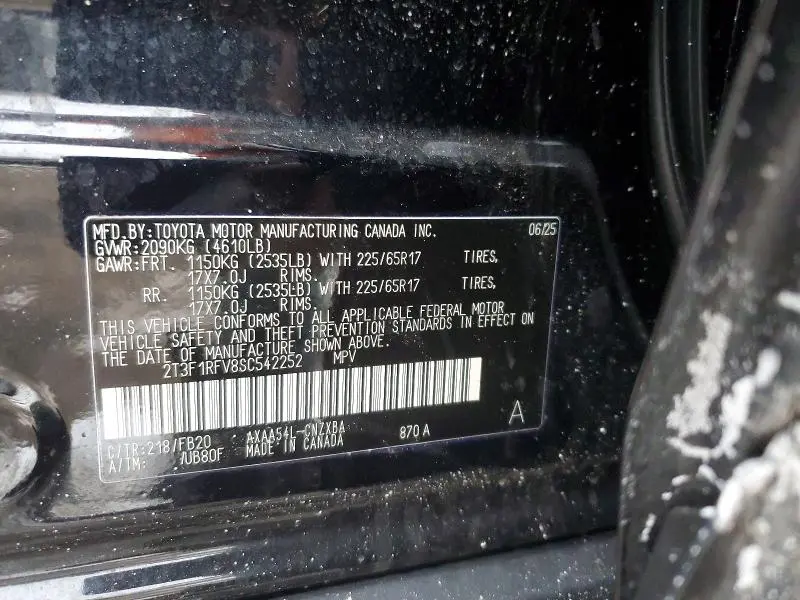 MFD.BY:TOYOTA MOTOR MANUFACTURING CANADA INC. 06/25
GVWR:2090KG (4610LB)
GAWR:FRT. 1150KG (2535LB) WITH 225/65R17 TIRES,
17X7.0J RIMS.
RR. 1150KG (2535LB) WITH 225/65R17 TIRES,
17X7.0J RIMS.
THIS VEHICLE CONFORMS TO ALL APPLICABLE FEDERAL MOTOR
VEHICLE SAFETY AND THEFT PREVENTION STANDARDS IN EFFECT ON
THE DATE OF MANUFACTURE SHOWN ABOVE.
2T3F1RFV8SC542252 MPV
C/TR:218/FB20 AXAA54L-CNZXBA 870A A
A/TM: /UB80F MADE IN CANADA